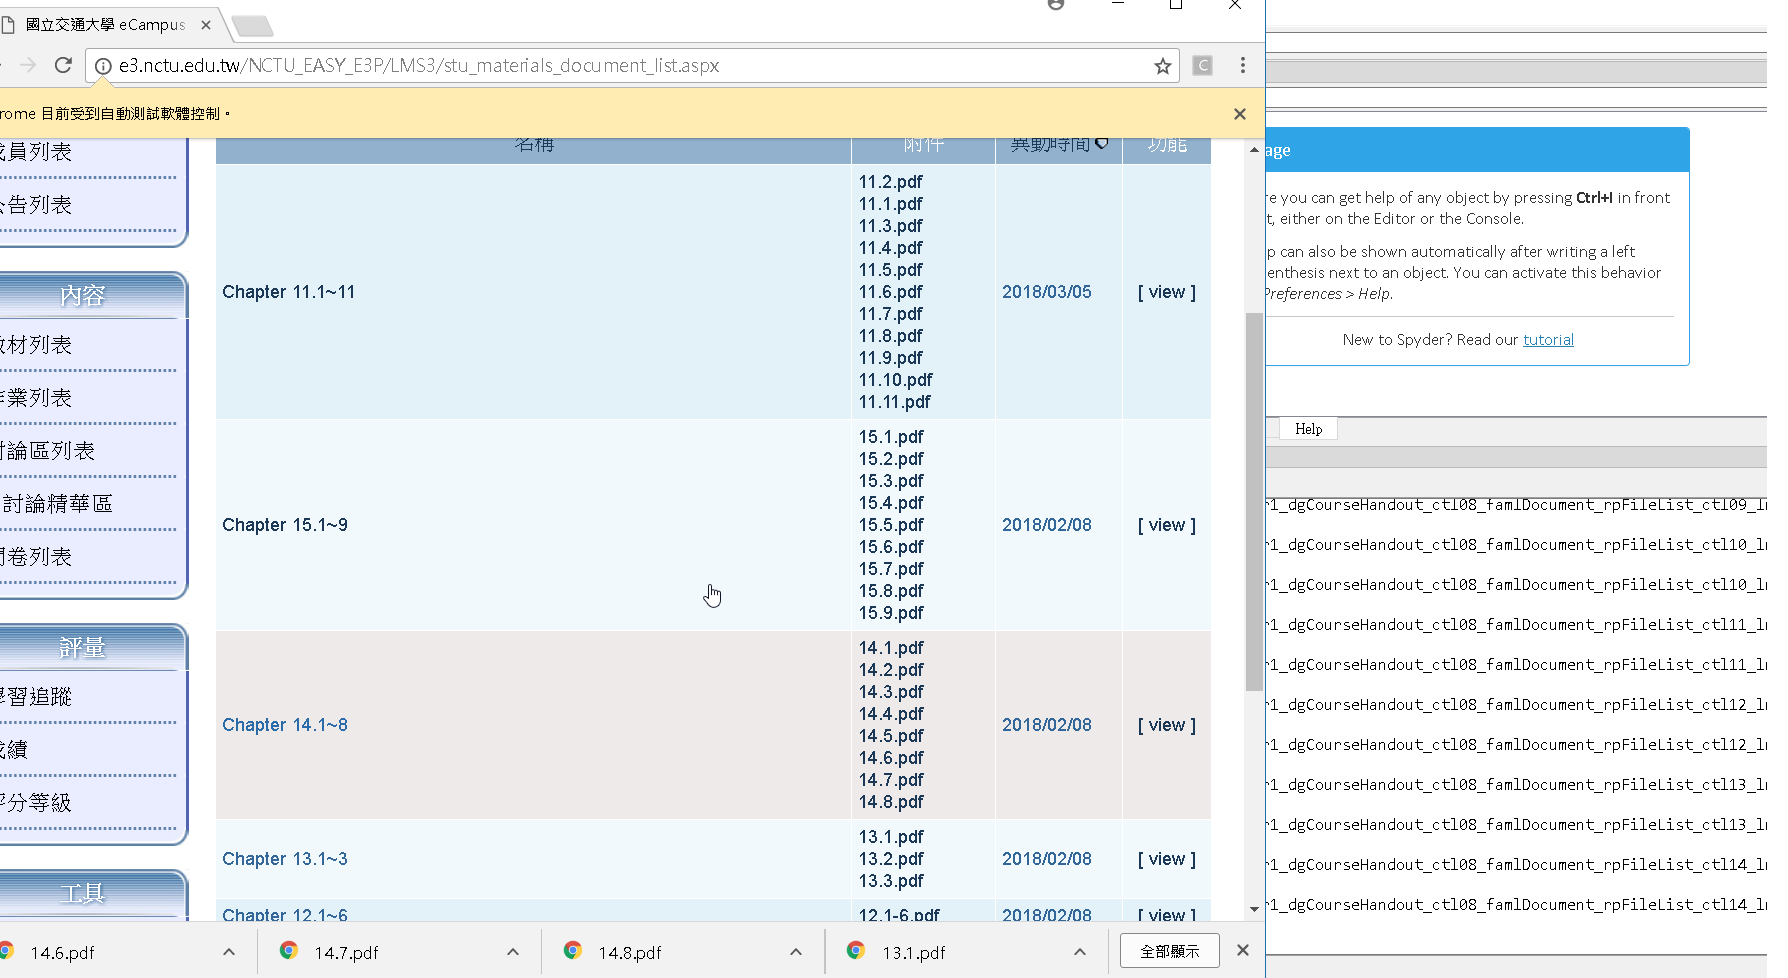 國立交通大學 eCampus
e3.nctu.edu.tw/NCTU_EASY_E3P/LMS3/stu_materials_document_list.aspx
C
rome 目前受到自動測試軟體控制。
員列表
告列表
內容
材列表
業列表
論區列表
討論精華區
卷列表
評量
習追蹤
績
分等級
工具
名稱 附件 異動時間 功能
Chapter 11.1~11 2018/03/05 [ view ]
11.2.pdf
11.1.pdf
11.3.pdf
11.4.pdf
11.5.pdf
11.6.pdf
11.7.pdf
11.8.pdf
11.9.pdf
11.10.pdf
11.11.pdf
Chapter 15.1~9 2018/02/08 [ view ]
15.1.pdf
15.2.pdf
15.3.pdf
15.4.pdf
15.5.pdf
15.6.pdf
15.7.pdf
15.8.pdf
15.9.pdf
Chapter 14.1~8 2018/02/08 [ view ]
14.1.pdf
14.2.pdf
14.3.pdf
14.4.pdf
14.5.pdf
14.6.pdf
14.7.pdf
14.8.pdf
Chapter 13.1~3 2018/02/08 [ view ]
13.1.pdf
13.2.pdf
13.3.pdf
Chapter 12.1~6 12.1-6.pdf 2018/02/08 [ view ]
14.6.pdf 14.7.pdf 14.8.pdf 13.1.pdf 全部顯示
age
re you can get help of any object by pressing Ctrl+I in front
t, either on the Editor or the Console.
p can also be shown automatically after writing a left
enthesis next to an object. You can activate this behavior
Preferences > Help.
New to Spyder? Read our tutorial
Help
r1_dgCourseHandout_ctl08_famlDocument_rpFileList_ctl09_l
r1_dgCourseHandout_ctl08_famlDocument_rpFileList_ctl10_l
r1_dgCourseHandout_ctl08_famlDocument_rpFileList_ctl10_l
r1_dgCourseHandout_ctl08_famlDocument_rpFileList_ctl11_l
r1_dgCourseHandout_ctl08_famlDocument_rpFileList_ctl11_l
r1_dgCourseHandout_ctl08_famlDocument_rpFileList_ctl12_l
r1_dgCourseHandout_ctl08_famlDocument_rpFileList_ctl12_l
r1_dgCourseHandout_ctl08_famlDocument_rpFileList_ctl13_l
r1_dgCourseHandout_ctl08_famlDocument_rpFileList_ctl13_l
r1_dgCourseHandout_ctl08_famlDocument_rpFileList_ctl14_l
r1_dgCourseHandout_ctl08_famlDocument_rpFileList_ctl14_l